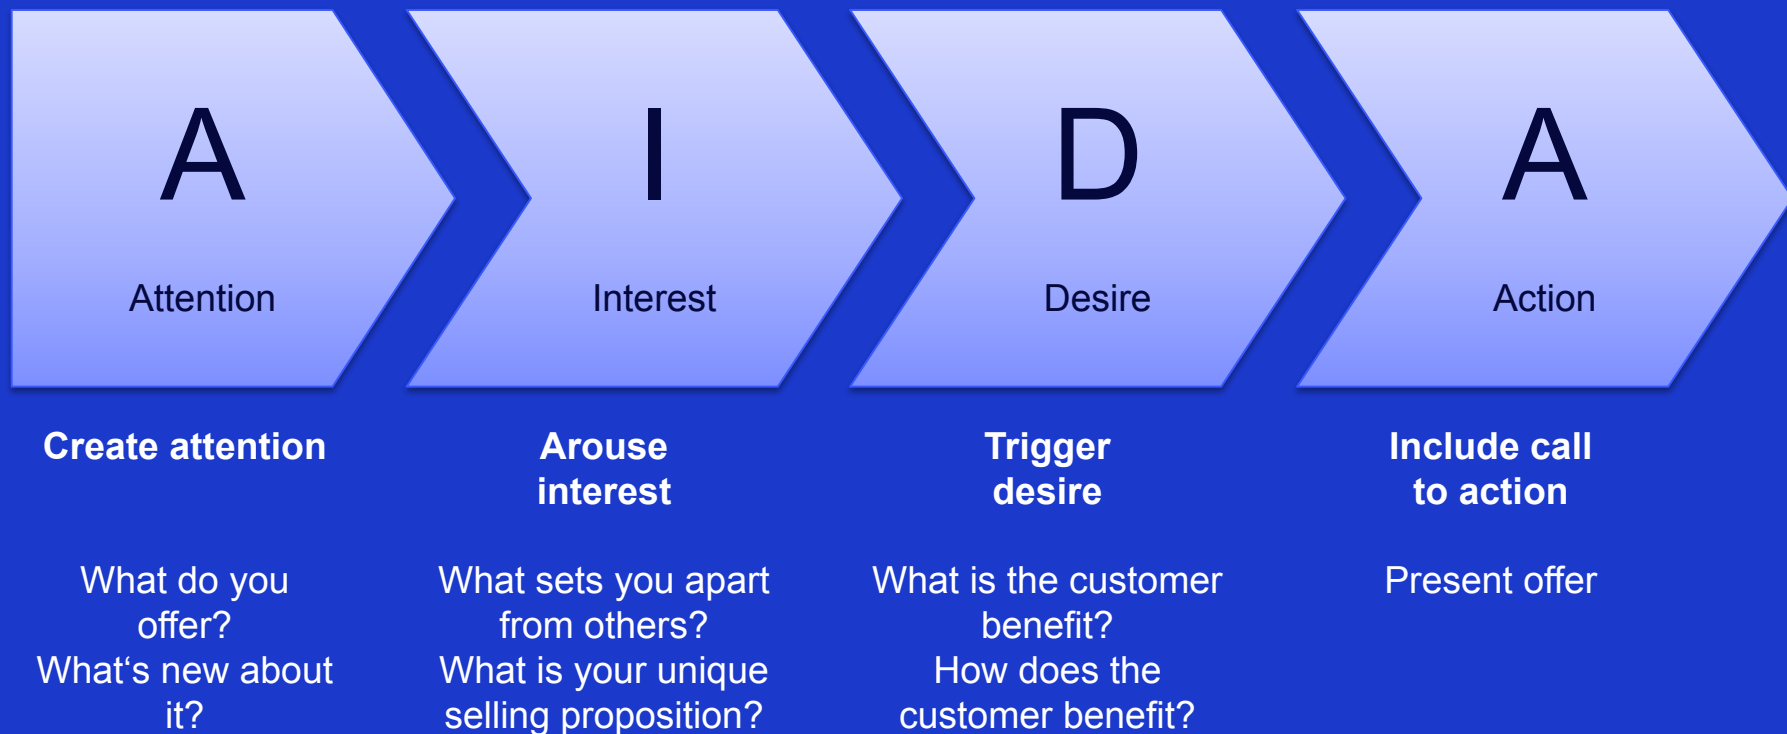 A
Attention
I
Interest
D
Desire
A
Action
Create attention
What do you
offer?
What‘s new about
it?
Arouse
interest
What sets you apart
from others?
What is your unique
selling proposition?
Trigger
desire
What is the customer
benefit?
How does the
customer benefit?
Include call
to action
Present offer